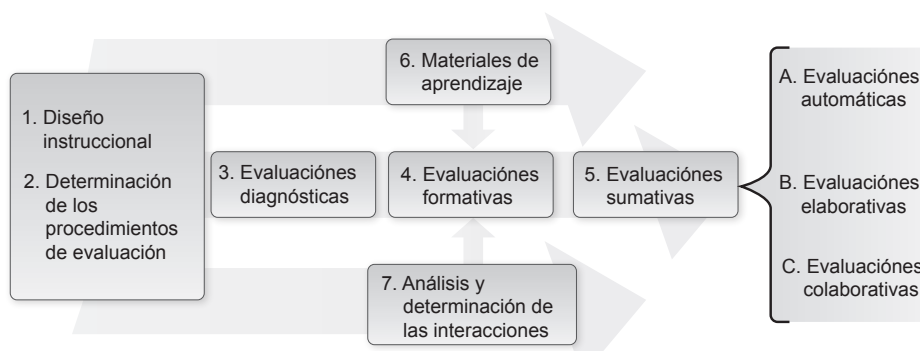 1. Diseño
instruccional
2. Determinación
de los
procedimientos
de evaluación
3. Evaluaciónes
diagnósticas
6. Materiales de
aprendizaje
4. Evaluaciónes
formativas
7. Análisis y
determinación de
las interacciones
5. Evaluaciónes
sumativas
A. Evaluaciónes
automáticas
B. Evaluaciónes
elaborativas
C. Evaluaciónes
colaborativas